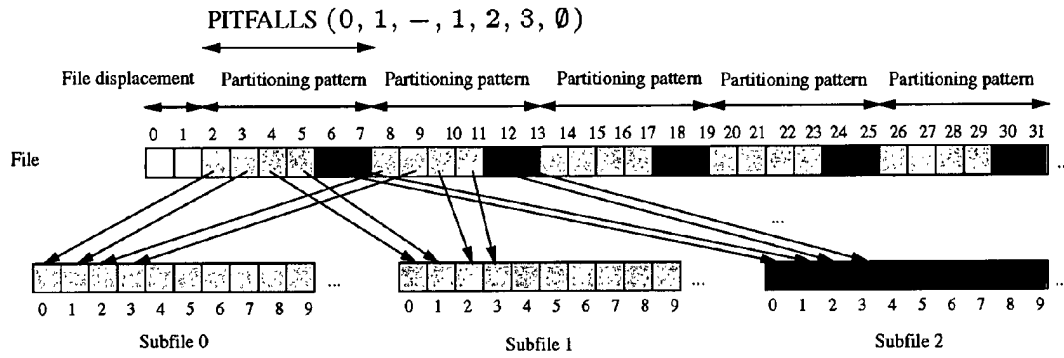 PITFALLS (0, 1, −, 1, 2, 3, ∅)
File displacement Partitioning pattern Partitioning pattern Partitioning pattern Partitioning pattern Partitioning pattern
0 1 2 3 4 5 6 7 8 9 10 11 12 13 14 15 16 17 18 19 20 21 22 23 24 25 26 27 28 29 30 31
File ...
...
... ... ...
0 1 2 3 4 5 6 7 8 9 0 1 2 3 4 5 6 7 8 9 0 1 2 3 4 5 6 7 8 9
Subfile 0 Subfile 1 Subfile 2